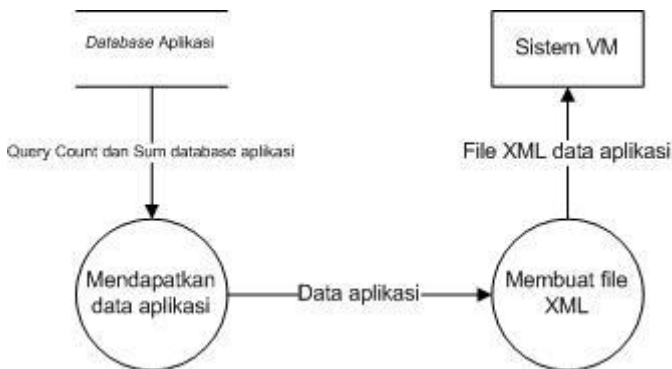 Database Aplikasi
Sistem VM
Query Count dan Sum database aplikasi
File XML data aplikasi
Mendapatkan
data aplikasi
Data aplikasi
Membuat file
XML